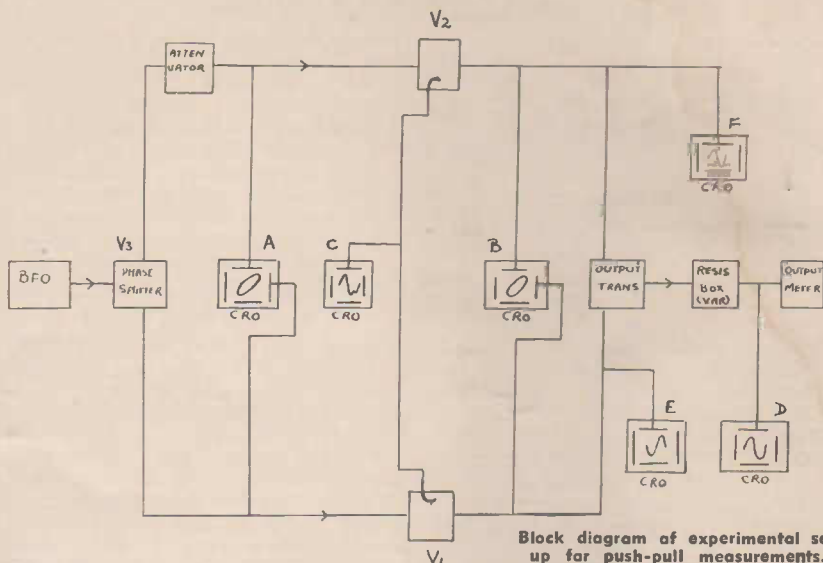 V2
ATTEN
UATOR
F
CRO
V3
A
C
B
BFO
PHASE
SPLITTER
CRO
CRO
CRO
OUTPUT
TRANS
RESIS
BOX
(VAR)
OUTPUT
METER
E
D
CRO
CRO
V1
Block diagram of experimental se
up for push-pull measurements.